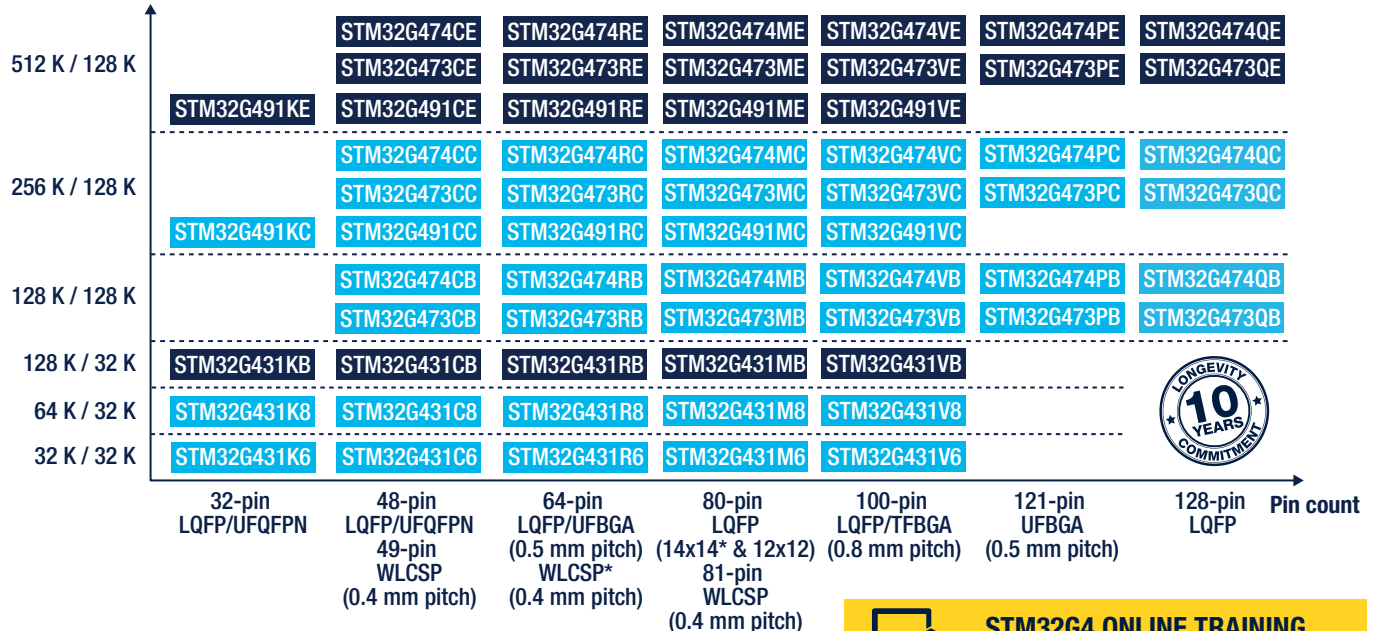 STM32G474CE STM32G474RE STM32G474ME STM32G474VE STM32G474PE STM32G474QE
512 K / 128 K
STM32G473CE STM32G473RE STM32G473ME STM32G473VE STM32G473PE STM32G473QE
STM32G491KE STM32G491CE STM32G491RE STM32G491ME STM32G491VE
STM32G474CC STM32G474RC STM32G474MC STM32G474VC STM32G474PC STM32G474QC
256 K / 128 K
STM32G473CC STM32G473RC STM32G473MC STM32G473VC STM32G473PC STM32G473QC
STM32G491KC STM32G491CC STM32G491RC STM32G491MC STM32G491VC
STM32G474CB STM32G474RB STM32G474MB STM32G474VB STM32G474PB STM32G474QB
128 K / 128 K
STM32G473CB STM32G473RB STM32G473MB STM32G473VB STM32G473PB STM32G473QB
128 K / 32 K STM32G431KB STM32G431CB STM32G431RB STM32G431MB STM32G431VB
64 K / 32 K STM32G431K8 STM32G431C8 STM32G431R8 STM32G431M8 STM32G431V8
32 K / 32 K STM32G431K6 STM32G431C6 STM32G431R6 STM32G431M6 STM32G431V6
LONGEVITY
10
YEARS
COMMITMENT
32-pin
LQFP/UFQFPN
48-pin
LQFP/UFQFPN
49-pin
WLCSP
(0.4 mm pitch)
64-pin
LQFP/UFBGA
(0.5 mm pitch)
WLCSP*
(0.4 mm pitch)
80-pin
LQFP
(14x14* & 12x12)
81-pin
WLCSP
(0.4 mm pitch)
100-pin
LQFP/TFBGA
(0.8 mm pitch)
121-pin
UFBGA
(0.5 mm pitch)
128-pin
LQFP
Pin count
STM32G4 ONLINE TRAINING